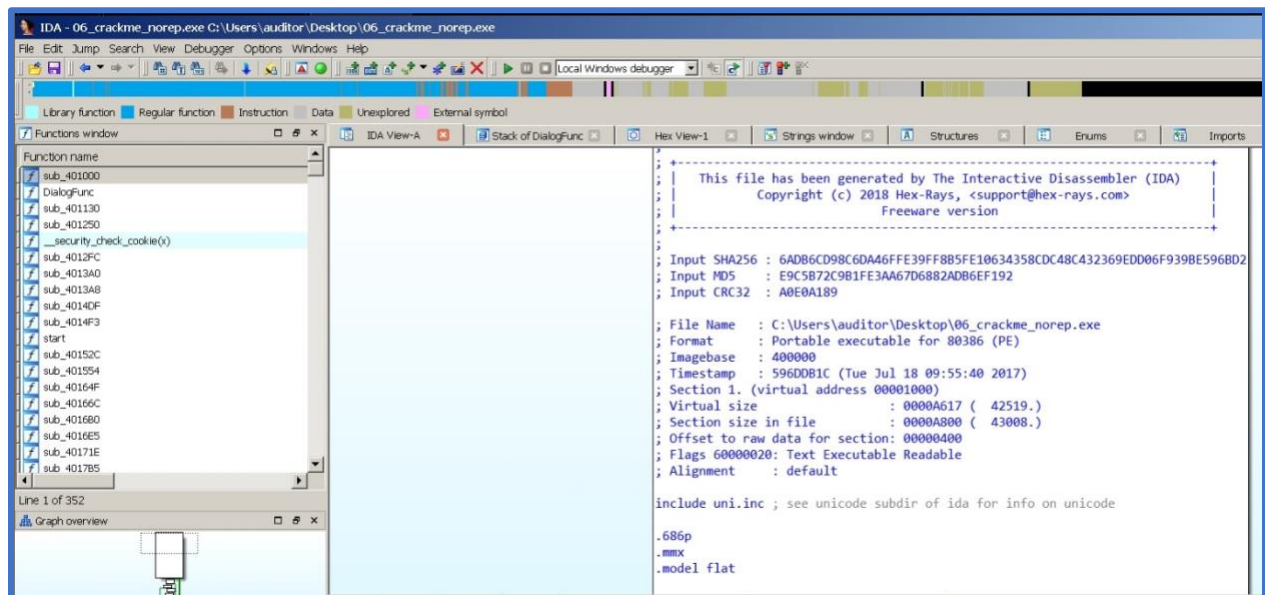 IDA - 06_crackme_norep.exe C:\Users\auditor\Desktop\06_crackme_norep.exe
File Edit Jump Search View Debugger Options Windows Help
Local Windows debugger
Library function Regular function Instruction Data Unexplored External symbol
Functions window
IDA View-A Stack of DialogFunc Hex View-1 Strings window Structures Enums Imports
Function name
sub_401000
DialogFunc
sub_401130
sub_401250
__security_check_cookie(x)
sub_4012FC
sub_4013A0
sub_4013A8
sub_4014DF
sub_4014F3
start
sub_40152C
sub_401554
sub_40164F
sub_40166C
sub_4016B0
sub_4016E5
sub_40171E
sub_4017B5
Line 1 of 352
Graph overview
;
; +-------------------------------------------------------------------------+
; | This file has been generated by The Interactive Disassembler (IDA) |
; | Copyright (c) 2018 Hex-Rays, <support@hex-rays.com> |
; | Freeware version |
; +-------------------------------------------------------------------------+
;
; Input SHA256 : 6ADB6CD98C6DA46FFE39FF8B5FE10634358CDC48C432369EDD06F939BE596BD2
; Input MD5 : E9C5B72C9B1FE3AA67D6882ADB6EF192
; Input CRC32 : A0E0A189
; File Name : C:\Users\auditor\Desktop\06_crackme_norep.exe
; Format : Portable executable for 80386 (PE)
; Imagebase : 400000
; Timestamp : 596DDB1C (Tue Jul 18 09:55:40 2017)
; Section 1. (virtual address 00001000)
; Virtual size : 0000A617 ( 42519.)
; Section size in file : 0000A800 ( 43008.)
; Offset to raw data for section: 00000400
; Flags 60000020: Text Executable Readable
; Alignment : default
include uni.inc ; see unicode subdir of ida for info on unicode
.686p
.mmx
.model flat